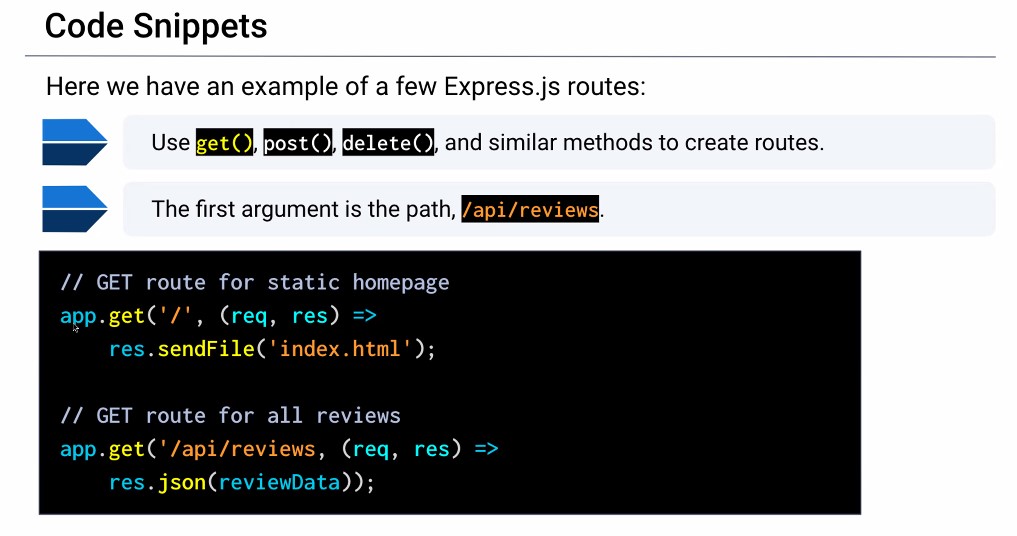 Code Snippets
Here we have an example of a few Express.js routes:
Use get(), post(), delete(), and similar methods to create routes.
The first argument is the path, /api/reviews.
// GET route for static homepage
app.get('/', (req, res) =>
    res.sendFile('index.html');
// GET route for all reviews
app.get('/api/reviews, (req, res) =>
    res.json(reviewData));